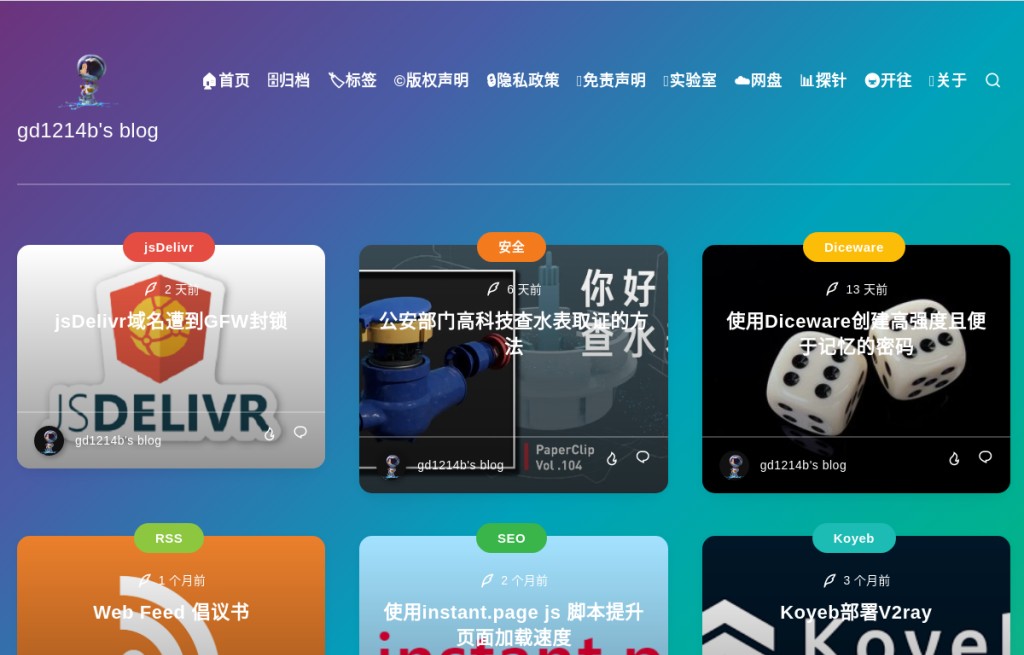 🏠首页 🗄归档 🏷标签 ©版权声明 🔒隐私政策 免责声明 实验室 ☁网盘 📊探针 开往 关于
gd1214b's blog
jsDelivr
2 天前
jsDelivr域名遭到GFW封锁
JSDELIVR
gd1214b's blog
安全
6 天前
你好
公安部门高科技查水表取证的方
法
查水
PaperClip
Vol .104
gd1214b's blog
Diceware
13 天前
使用Diceware创建高强度且便
于记忆的密码
gd1214b's blog
RSS
1 个月前
Web Feed 倡议书
SEO
2 个月前
使用instant.page js 脚本提升
页面加载速度
instant.p
Koyeb
3 个月前
Koyeb部署V2ray
Koyeb